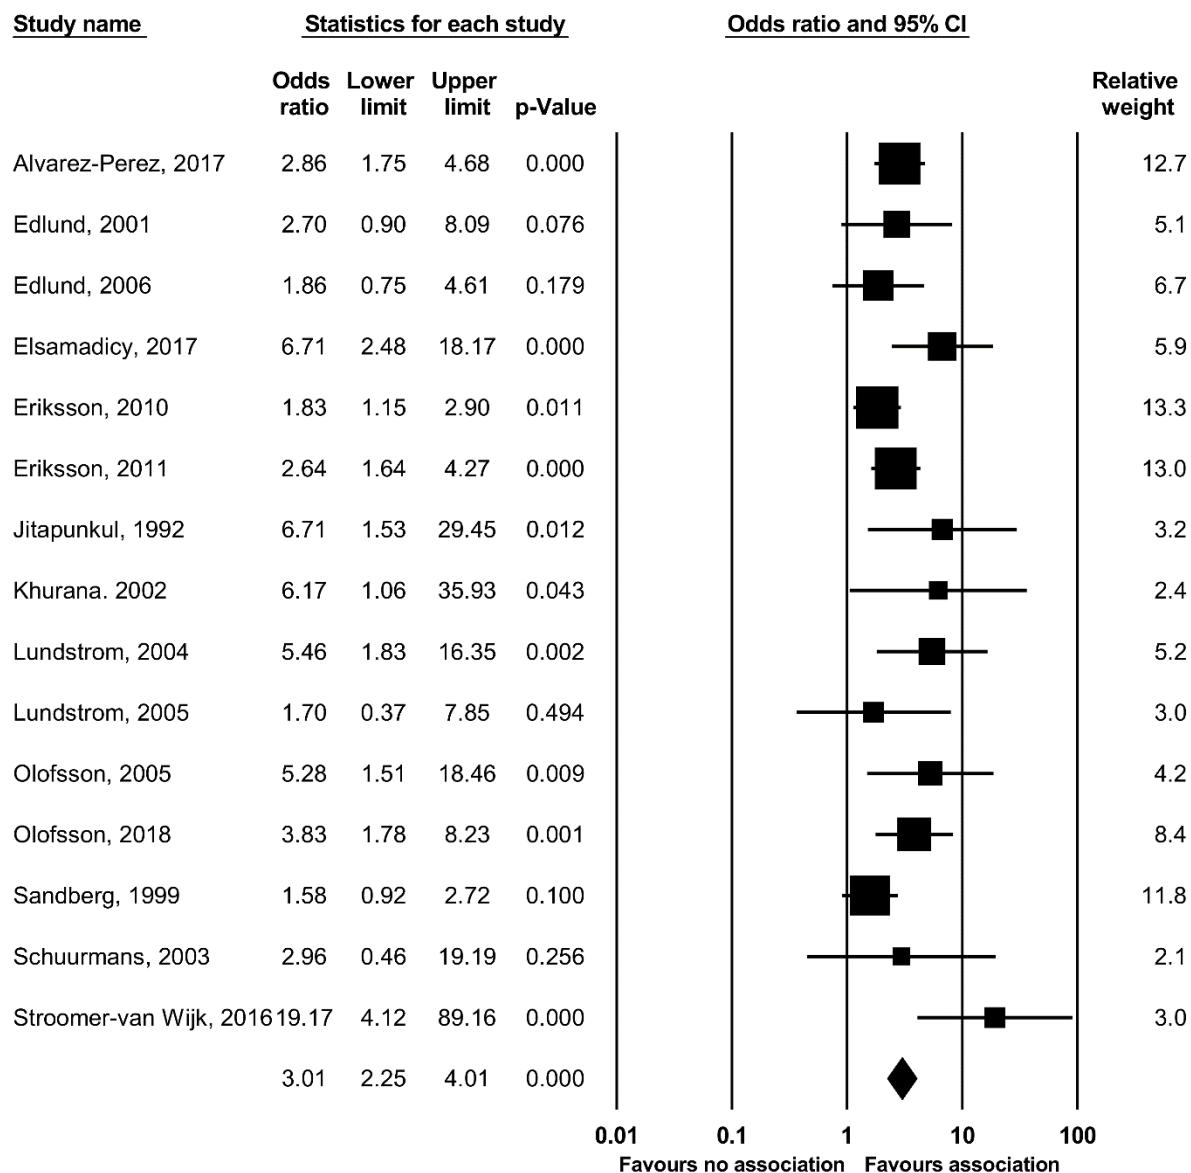 Study name Statistics for each study Odds ratio and 95% CI
Odds Lower Upper Relative
ratio limit limit p-Value weight
Alvarez-Perez, 2017 2.86 1.75 4.68 0.000 12.7
Edlund, 2001 2.70 0.90 8.09 0.076 5.1
Edlund, 2006 1.86 0.75 4.61 0.179 6.7
Elsamadicy, 2017 6.71 2.48 18.17 0.000 5.9
Eriksson, 2010 1.83 1.15 2.90 0.011 13.3
Eriksson, 2011 2.64 1.64 4.27 0.000 13.0
Jitapunkul, 1992 6.71 1.53 29.45 0.012 3.2
Khurana. 2002 6.17 1.06 35.93 0.043 2.4
Lundstrom, 2004 5.46 1.83 16.35 0.002 5.2
Lundstrom, 2005 1.70 0.37 7.85 0.494 3.0
Olofsson, 2005 5.28 1.51 18.46 0.009 4.2
Olofsson, 2018 3.83 1.78 8.23 0.001 8.4
Sandberg, 1999 1.58 0.92 2.72 0.100 11.8
Schuurmans, 2003 2.96 0.46 19.19 0.256 2.1
Stroomer-van Wijk, 2016 19.17 4.12 89.16 0.000 3.0
3.01 2.25 4.01 0.000
0.01 0.1 1 10 100
Favours no association Favours association